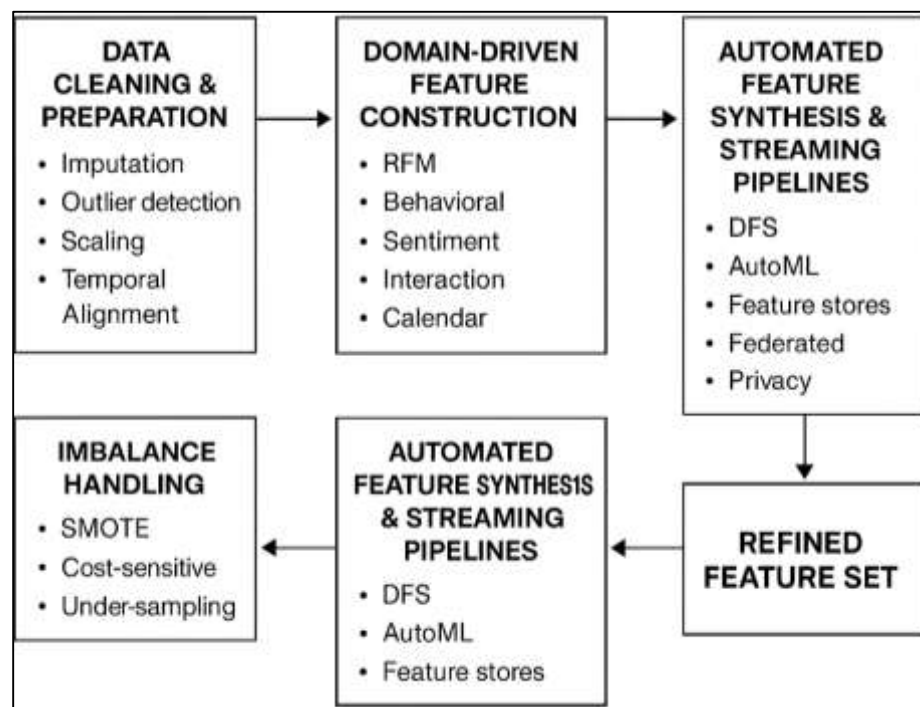 DATA
CLEANING &
PREPARATION
• Imputation
• Outlier detection
• Scaling
• Temporal
Alignment
DOMAIN-DRIVEN
FEATURE
CONSTRUCTION
• RFM
• Behavioral
• Sentiment
• Interaction
• Calendar
AUTOMATED
FEATURE
SYNTHESIS &
STREAMING
PIPELINES
• DFS
• AutoML
• Feature stores
• Federated
• Privacy
REFINED
FEATURE SET
AUTOMATED
FEATURE SYNTHES1S
& STREAMING
PIPELINES
• DFS
• AutoML
• Feature stores
IMBALANCE
HANDLING
• SMOTE
• Cost-sensitive
• Under-sampling